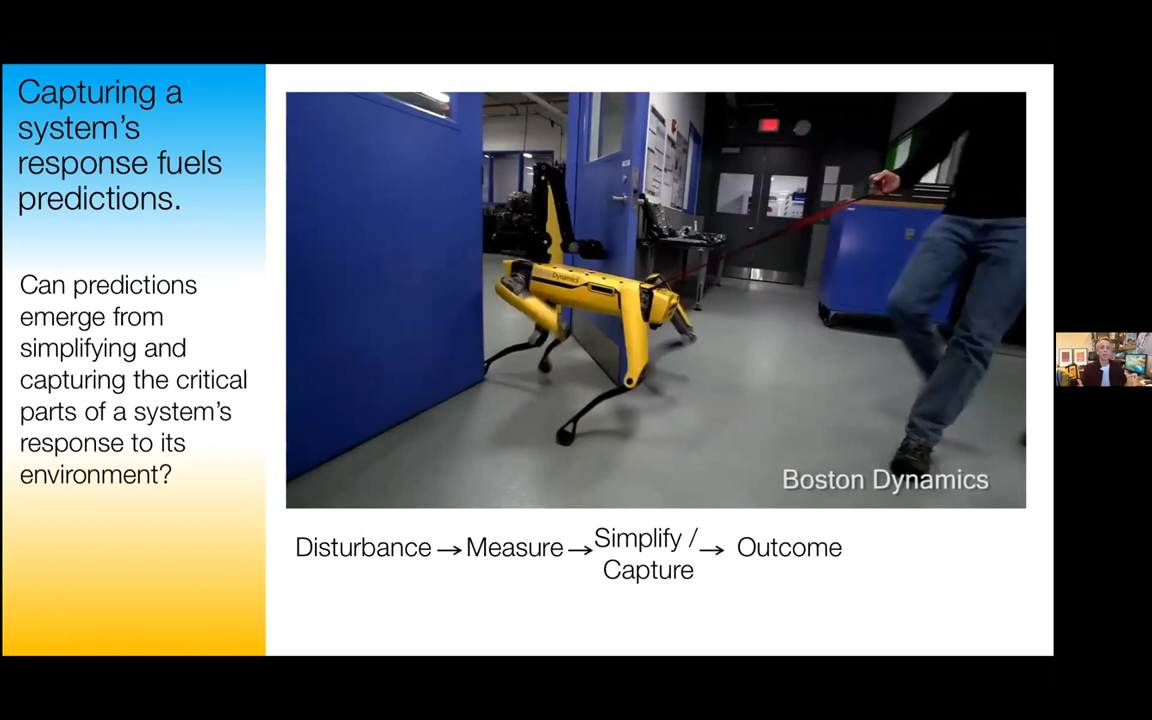 Capturing a
system's
response fuels
predictions.
Can predictions
emerge from
simplifying and
capturing the critical
parts of a system's
response to its
environment?
Dynamics
Boston Dynamics
Disturbance → Measure → Simplify / Capture → Outcome